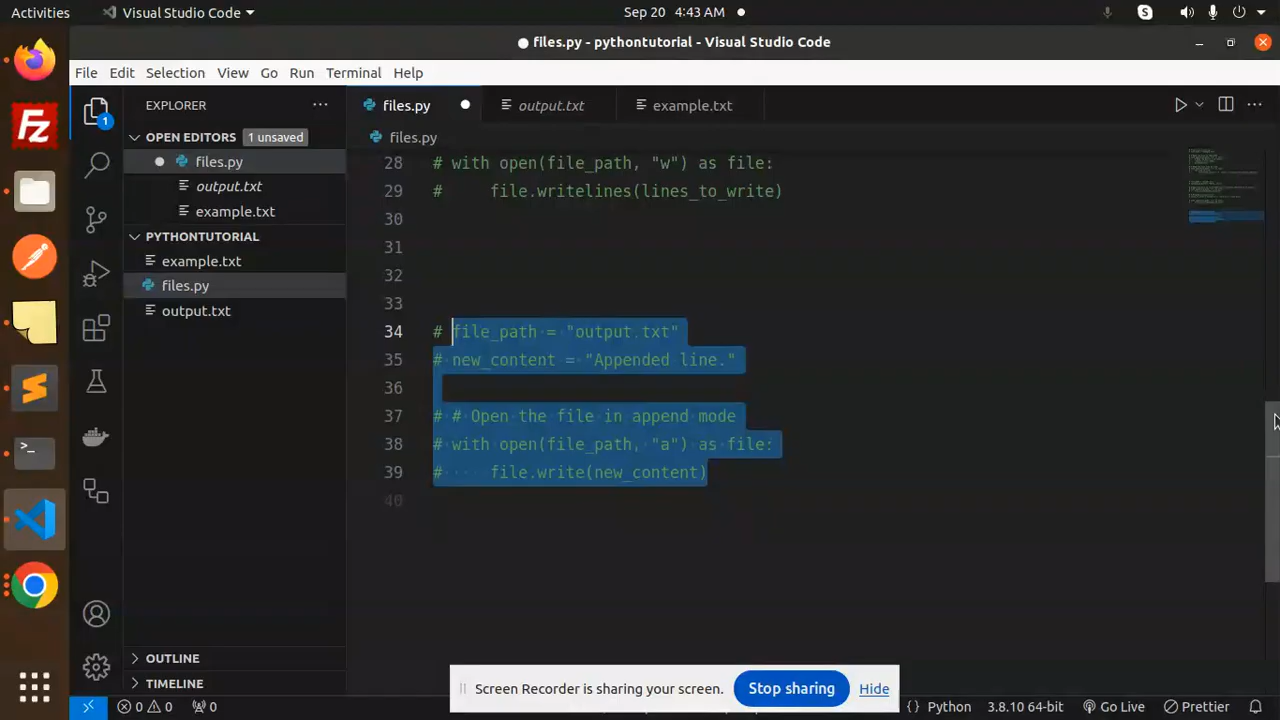 Activities
Visual Studio Code
Sep 20 4:43 AM
files.py - pythontutorial - Visual Studio Code
File Edit Selection View Go Run Terminal Help
EXPLORER
files.py
output.txt
example.txt
OPEN EDITORS
1 unsaved
files.py
files.py
output.txt
example.txt
PYTHONTUTORIAL
example.txt
files.py
output.txt
28 # with open(file_path, "w") as file:
29 #     file.writelines(lines_to_write)
30
31
32
33
34 # file_path = "output.txt"
35 # new_content = "Appended line."
36
37 # # Open the file in append mode
38 # with open(file_path, "a") as file:
39 #     file.write(new_content)
40
OUTLINE
TIMELINE
Screen Recorder is sharing your screen.
Stop sharing
Hide
0 0 0
Python
3.8.10 64-bit
Go Live
Prettier
1
Fz
S
>_